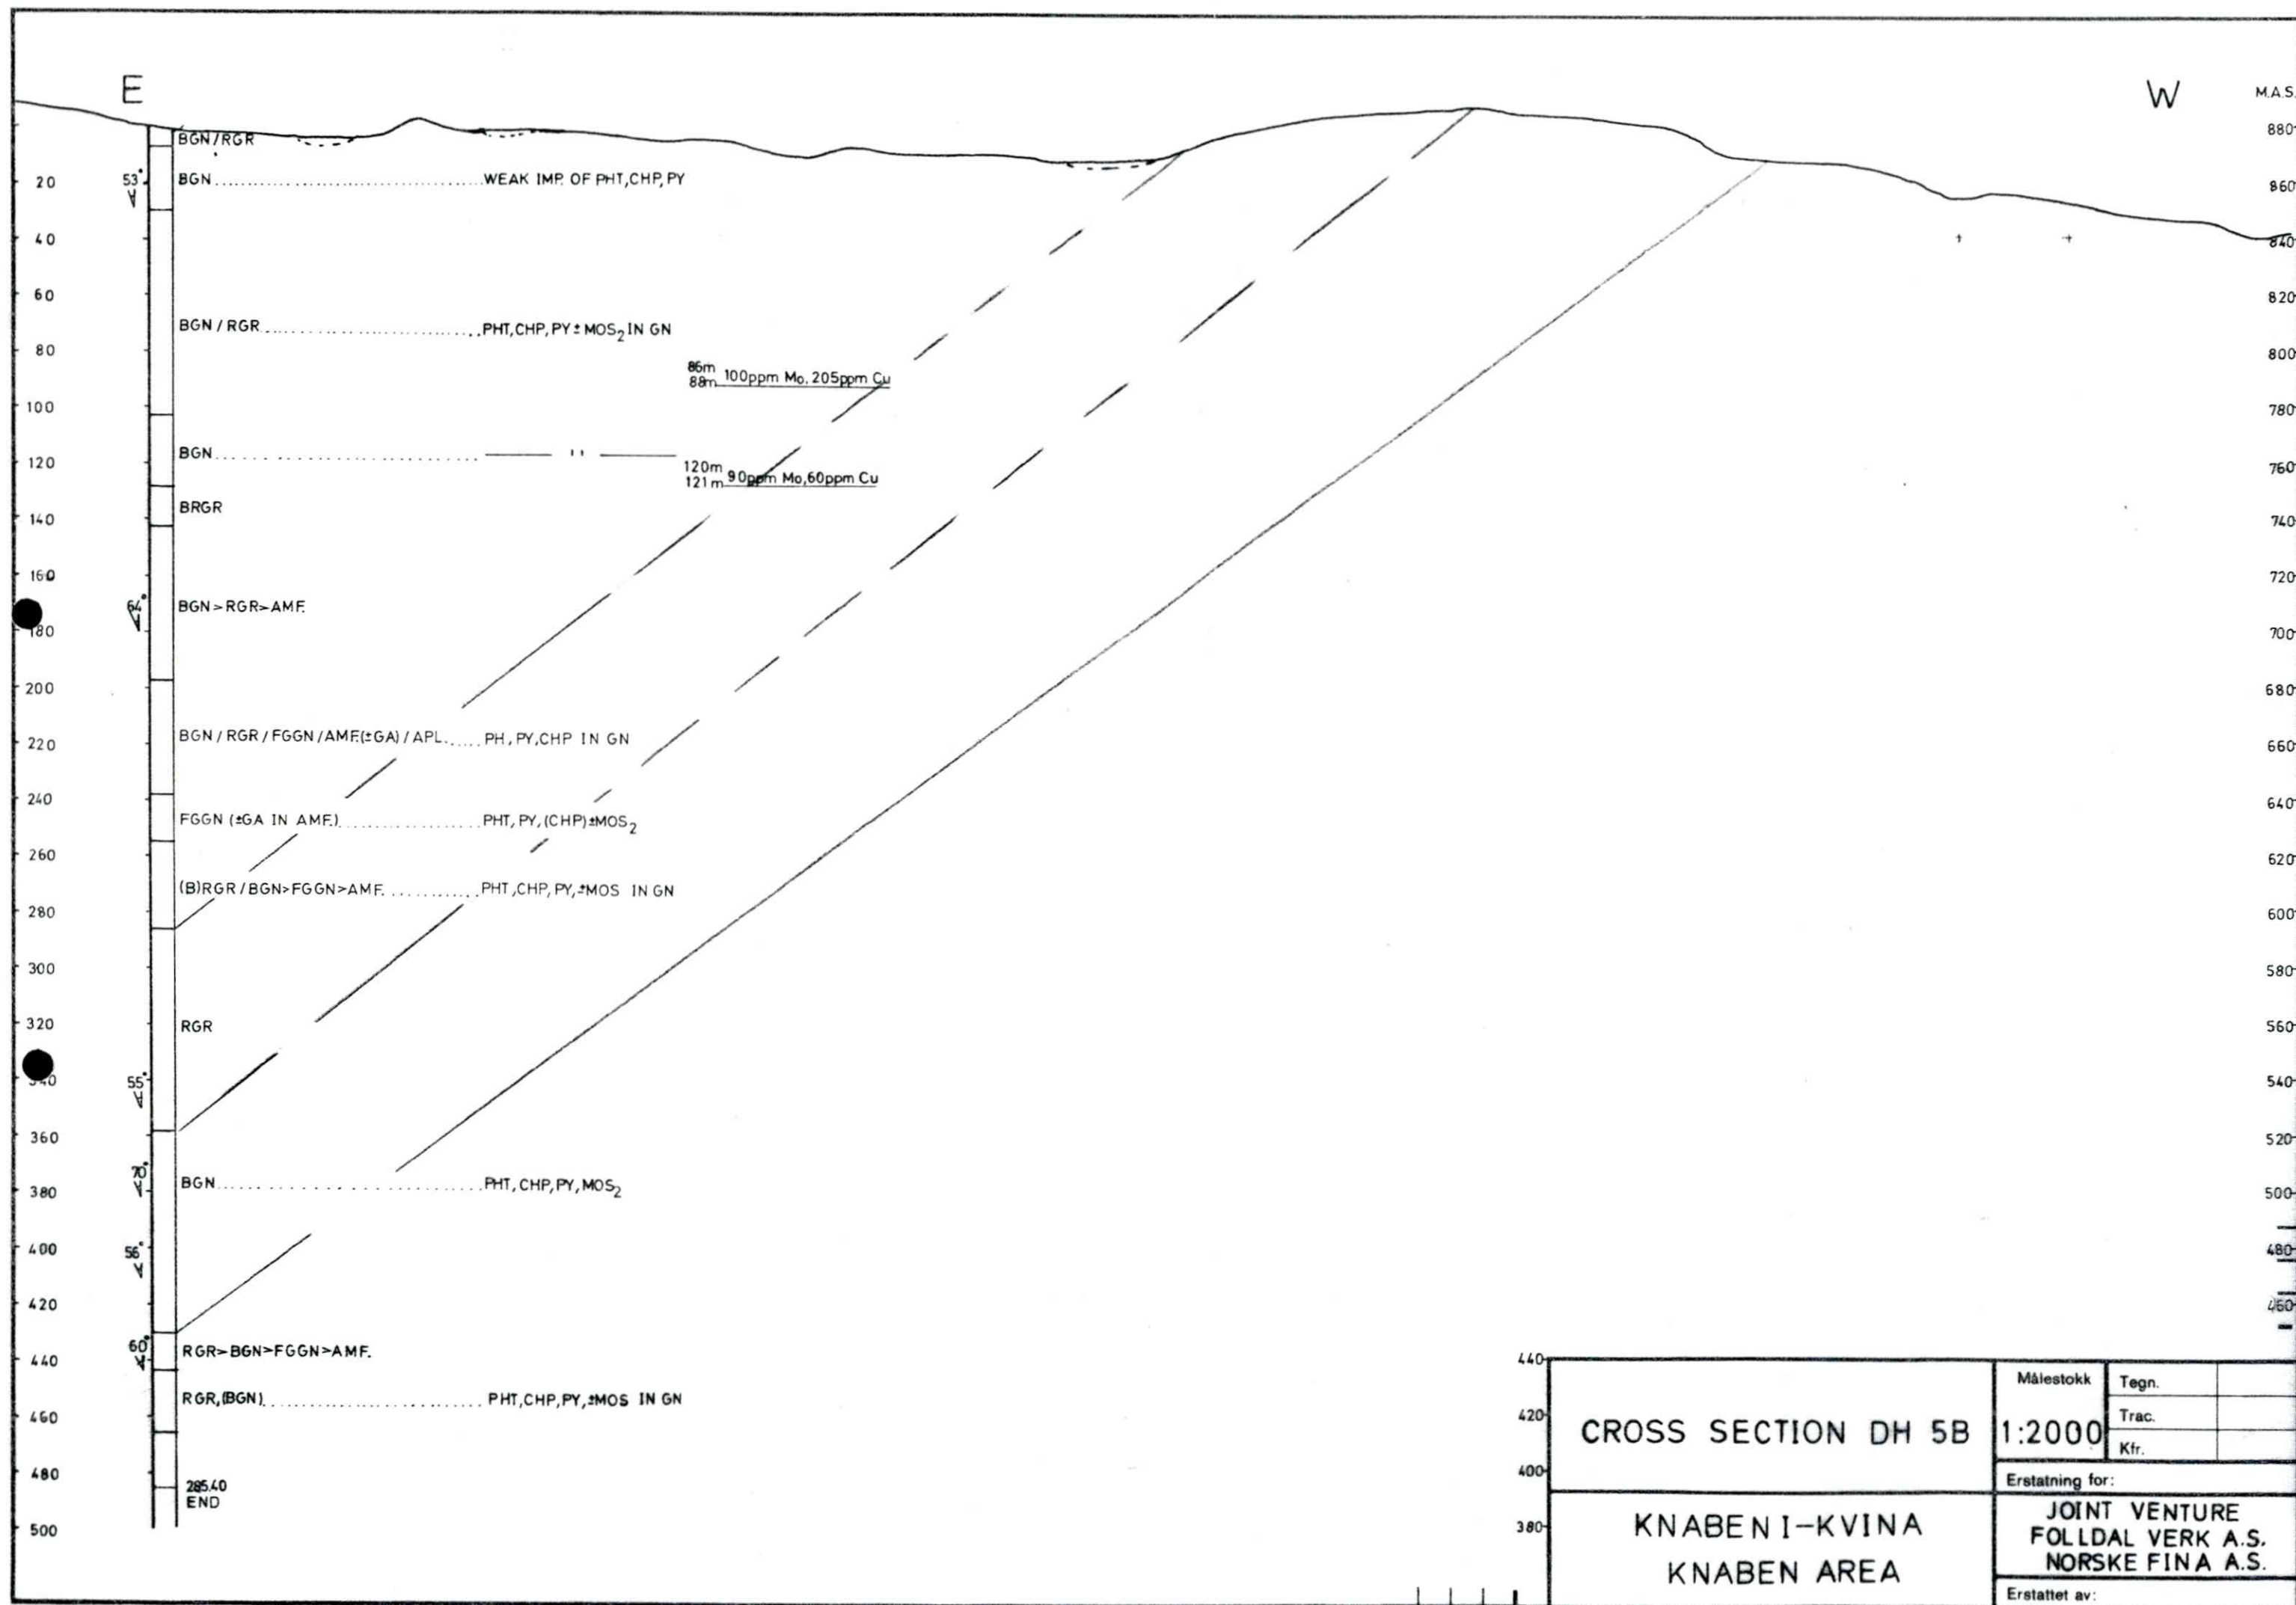 E
W
M.A.S.
BGN/RGR
880
20
53°
BGN WEAK IMP. OF PHT,CHP,PY
860
40
840
60
820
BGN / RGR PHT,CHP,PY±MOS2 IN GN
80
800
86m
88m 100ppm Mo, 205ppm Cu
100
780
BGN "
120
120m
121m 90ppm Mo,60ppm Cu
760
BRGR
140
740
160
720
64°
BGN>RGR>AMF.
180
700
200
680
BGN/RGR/FGGN/AMF.(±GA)/APL. PH,PY,CHP IN GN
220
660
240
640
FGGN (±GA IN AMF.) PHT,PY,(CHP)±MOS2
260
620
(B)RGR/BGN>FGGN>AMF. PHT,CHP,PY,±MOS IN GN
280
600
300
580
320
RGR
560
340
55°
540
360
520
70°
BGN PHT,CHP,PY,MOS2
380
500
400
56°
480
420
460
60°
RGR>BGN>FGGN>AMF.
440
440
RGR,(BGN) PHT,CHP,PY,±MOS IN GN
460
420
480
400
285.40
END
500
380
CROSS SECTION DH 5B
Målestokk
1:2000
Tegn.
Trac.
Kfr.
Erstatning for:
KNABEN I-KVINA
KNABEN AREA
JOINT VENTURE
FOLLDAL VERK A.S.
NORSKE FINA A.S.
Erstattet av: